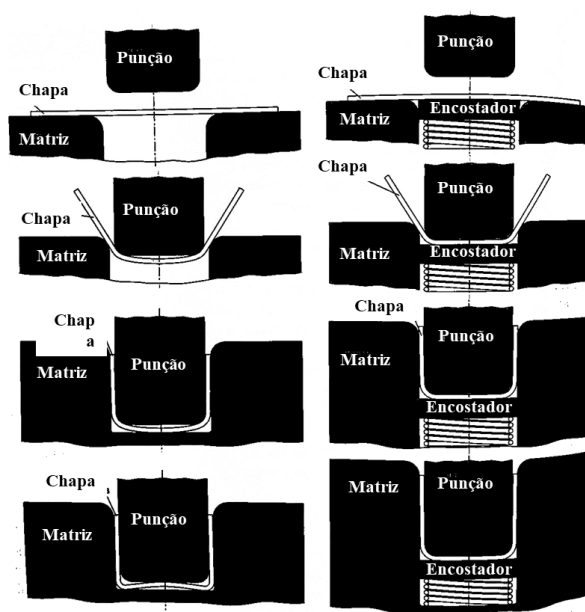 Punção
Chapa
Matriz
Punção
Chapa
Matriz
Chap
a
Punção
Matriz
Chapa
Punção
Matriz
Punção
Chapa
Encostador
Matriz
Chapa
Punção
Matriz
Encostador
Chapa
Punção
Matriz
Encostador
Punção
Matriz
Encostador